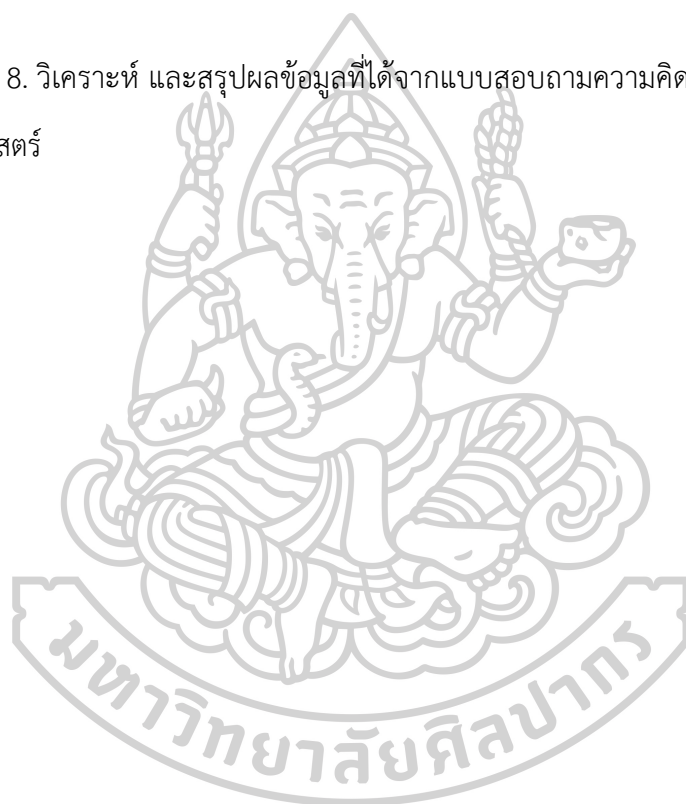 8. วิเคราะห์ และสรุปผลข้อมูลที่ได้จากแบบสอบถามความคิด
สตร์
มหาวิทยาลัยศิลปากร